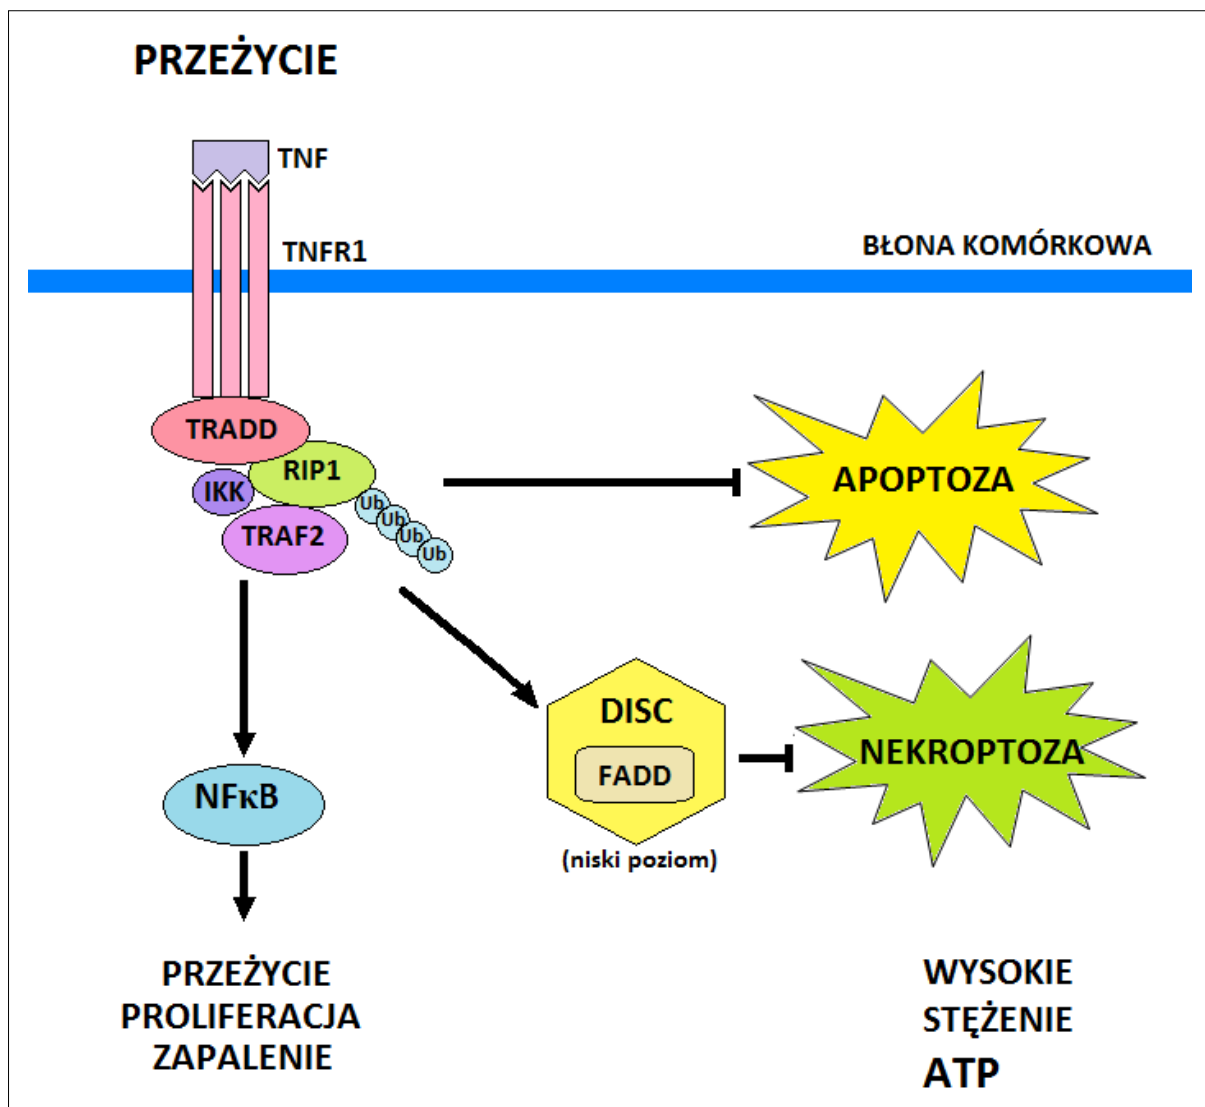 PRZEŻYCIE
TNF
TNFR1
BŁONA KOMÓRKOWA
TRADD
RIP1
IKK
TRAF2
Ub
Ub
Ub
Ub
APOPTOZA
DISC
FADD
(niski poziom)
NEKROPTOZA
NFκB
PRZEŻYCIE
PROLIFERACJA
ZAPALENIE
WYSOKIE
STĘŻENIE
ATP